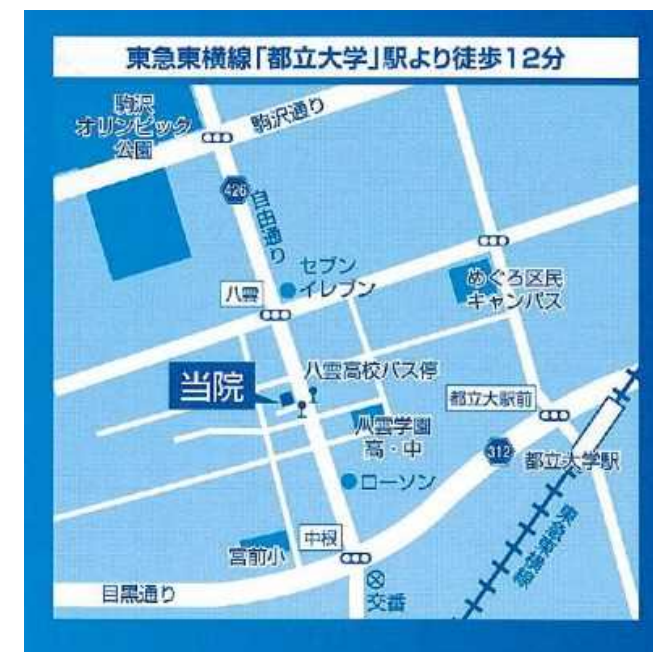 東急東横線「都立大学」駅より徒歩12分
駒沢
オリンピック
公園
駒沢通り
426
自由通り
セブン
イレブン
八雲
めぐろ区民
キャンパス
当院
八雲高校バス停
都立大駅前
八雲学園
高・中
312
都立大学駅
ローソン
東急東横線
中根
宮前小
目黒通り
交番